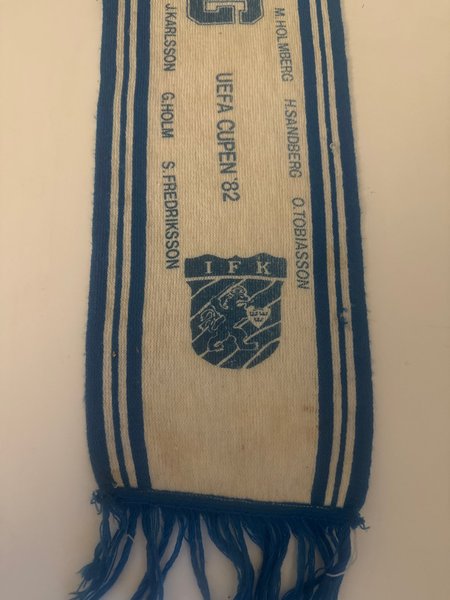 G
M.HOLMBERG H.SANDBERG O.TOBIASSON
UEFA CUPEN '82
J.KARLSSON G.HOLM S.FREDRIKSSON
IFK